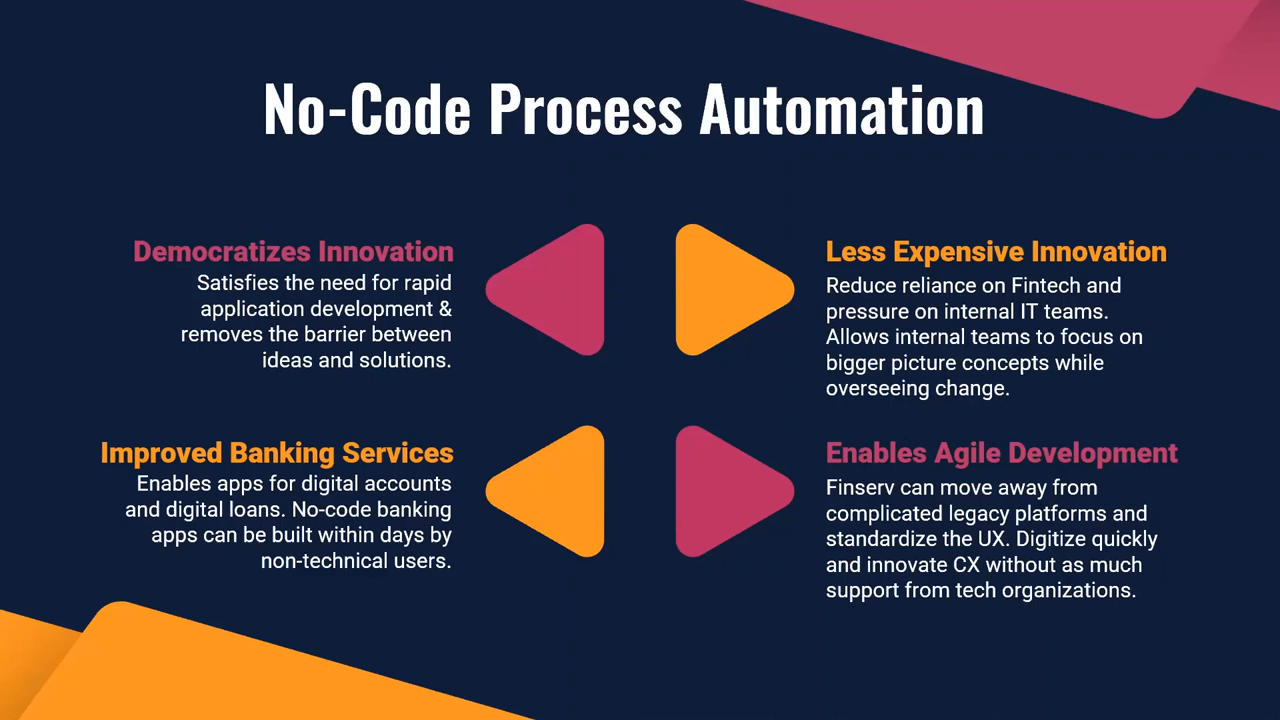 No-Code Process Automation
Democratizes Innovation
Satisfies the need for rapid
application development &
removes the barrier between
ideas and solutions.
Less Expensive Innovation
Reduce reliance on Fintech and
pressure on internal IT teams.
Allows internal teams to focus on
bigger picture concepts while
overseeing change.
Improved Banking Services
Enables apps for digital accounts
and digital loans. No-code banking
apps can be built within days by
non-technical users.
Enables Agile Development
Finserv can move away from
complicated legacy platforms and
standardize the UX. Digitize quickly
and innovate CX without as much
support from tech organizations.